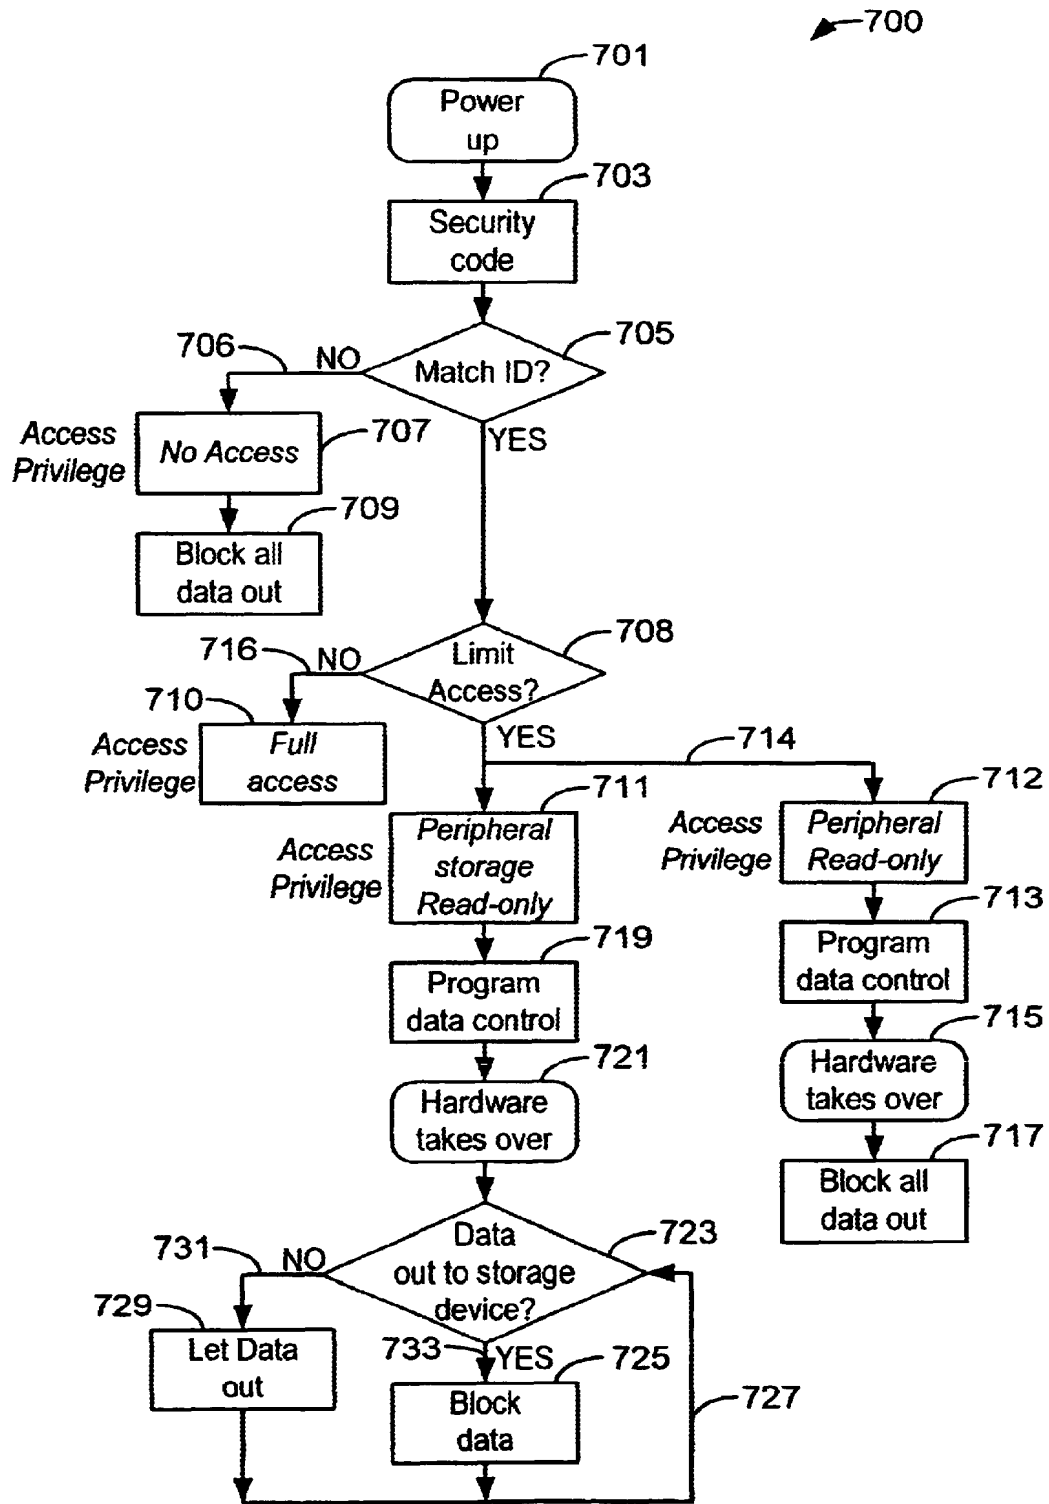 700
701
Power
up
703
Security
code
705
Match ID?
706
NO
YES
Access
Privilege
707
No Access
709
Block all
data out
708
Limit
Access?
716
NO
YES
710
Access
Privilege
Full
access
714
711
Access
Privilege
Peripheral
storage
Read-only
712
Access
Privilege
Peripheral
Read-only
719
Program
data control
713
Program
data control
721
Hardware
takes over
715
Hardware
takes over
717
Block all
data out
723
Data
out to storage
device?
731
NO
729
Let Data
out
733
YES
725
Block
data
727